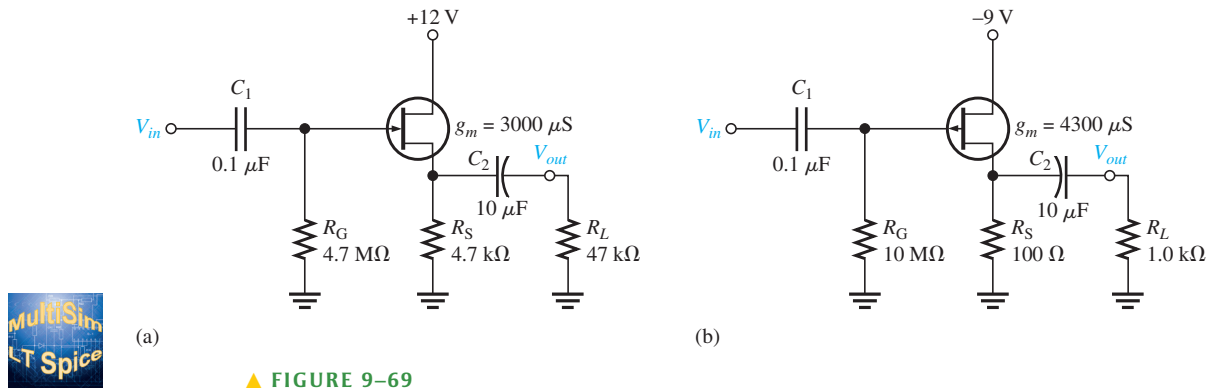 +12 V
C1
Vin
0.1 μF
gm = 3000 μS
C2
Vout
10 μF
RG
4.7 MΩ
RS
4.7 kΩ
RL
47 kΩ
(a)
–9 V
C1
Vin
0.1 μF
gm = 4300 μS
C2
Vout
10 μF
RG
10 MΩ
RS
100 Ω
RL
1.0 kΩ
(b)
MultiSim
LT Spice
▲ FIGURE 9–69